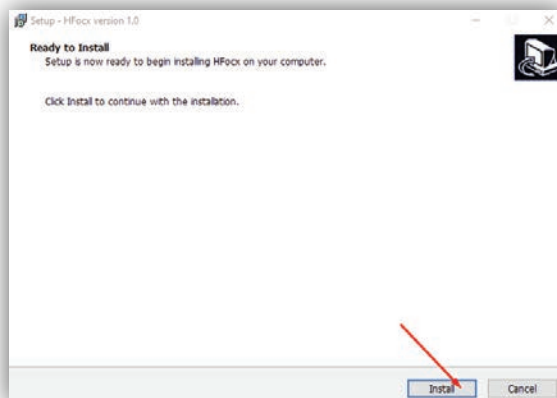 Setup - HFocx version 1.0
Ready to Install
Setup is now ready to begin installing HFocx on your computer.
Click Install to continue with the installation.
Install
Cancel